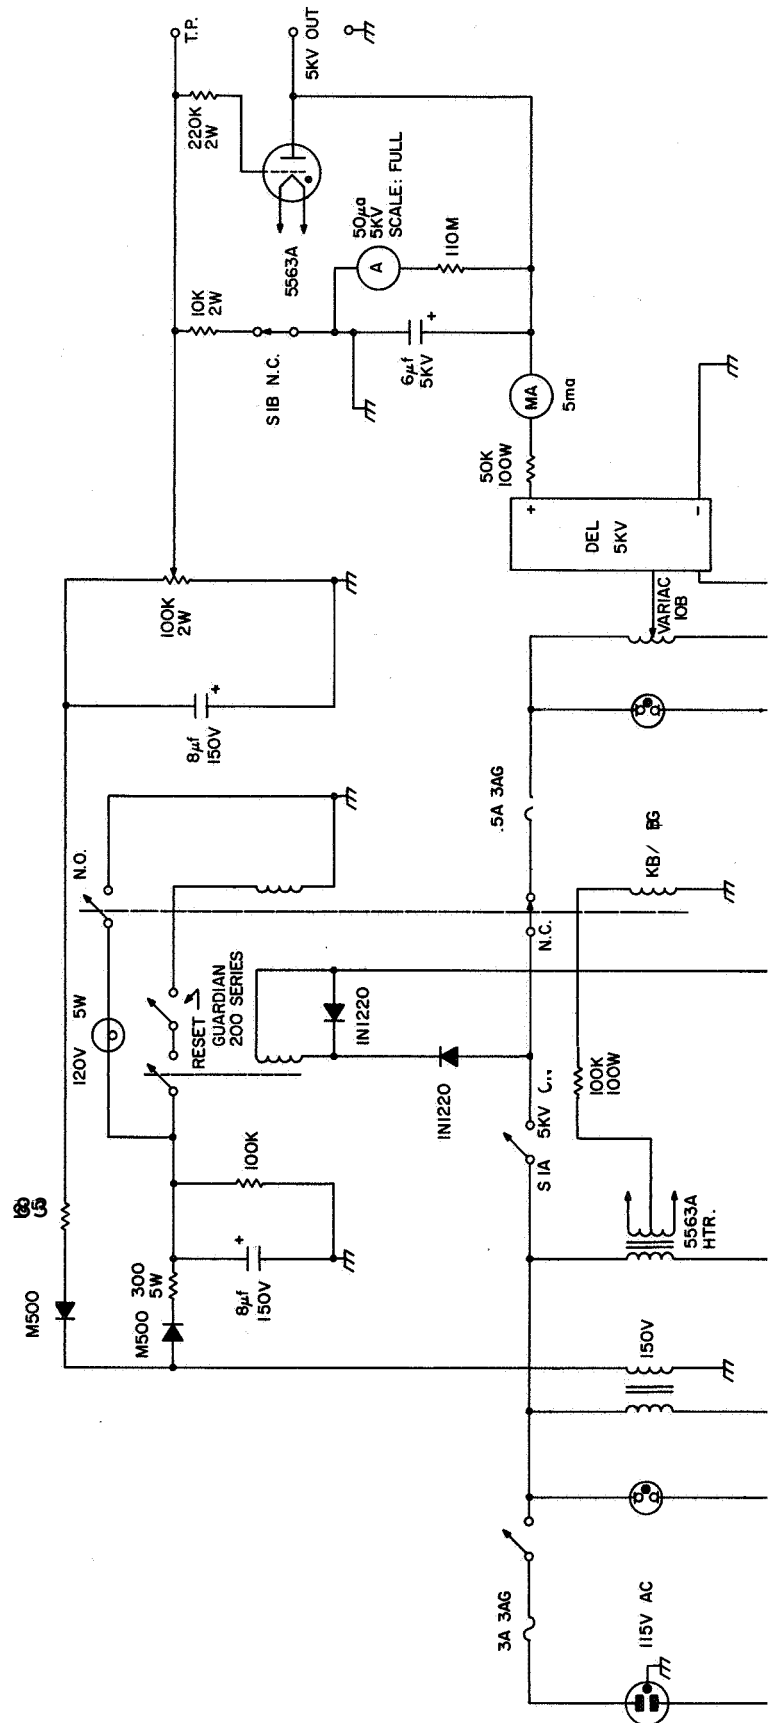 T.P.
5KV OUT
220K
2W
5563A
50µa
5KV
SCALE: FULL
A
110M
10K
2W
S1B N.C.
6µf
5KV
+
MA
5ma
50K
100W
+
DEL
5KV
-
100K
2W
VARIAC
10B
8µf
150V
+
.5A 3AG
KB/
N.O.
N.C.
120V 5W
RESET
GUARDIAN
200 SERIES
1N1220
1N1220
100K
100W
S1A 5KV
100K
5563A
HTR.
M500
M500
300
5W
8µf
150V
+
150V
3A 3AG
115V AC